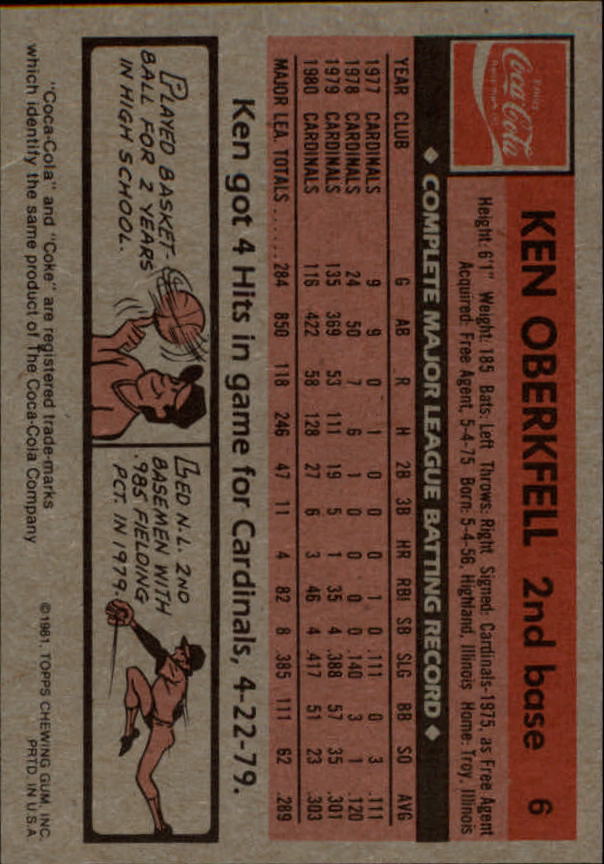 Enjoy
Coca-Cola
Trade-mark ®
KEN OBERKFELL 2nd base 6
Height: 6'1" Weight: 185 Bats: Left Throws: Right Signed: Cardinals-1975, as Free Agent
Acquired: Free Agent, 5-4-75 Born: 5-4-56, Highland, Illinois Home: Troy, Illinois
◆ COMPLETE MAJOR LEAGUE BATTING RECORD ◆
YEAR CLUB G AB R H 2B 3B HR RBI SB SLG BB SO AVG
1977 CARDINALS 9 9 0 1 0 0 0 1 0 .111 0 3 .111
1978 CARDINALS 24 50 7 6 1 0 0 0 0 .140 3 1 .120
1979 CARDINALS 135 369 53 111 19 5 1 35 4 .388 57 35 .301
1980 CARDINALS 116 422 58 128 27 6 3 46 4 .417 51 23 .303
MAJOR LEA. TOTALS ...... 284 850 118 246 47 11 4 82 8 .385 111 62 .289
Ken got 4 Hits in game for Cardinals, 4-22-79.
PLAYED BASKET-
BALL FOR 2 YEARS
IN HIGH SCHOOL.
LED N.L. 2ND
BASEMEN WITH
.985 FIELDING
PCT. IN 1979.
"Coca-Cola" and "Coke" are registered trade-marks
which identify the same product of The Coca-Cola Company
©1981, TOPPS CHEWING GUM, INC.
PRTD. IN U.S.A.